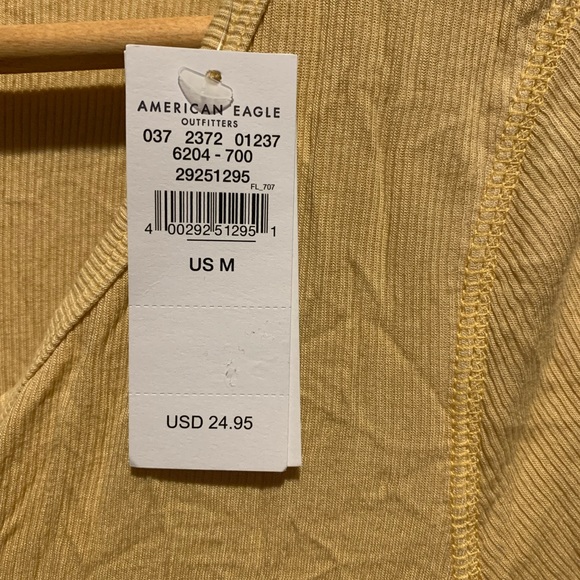 AMERICAN EAGLE
OUTFITTERS
037 2372 01237
6204 - 700
29251295
FL_707
4 00292 51295 1
US M
USD 24.95